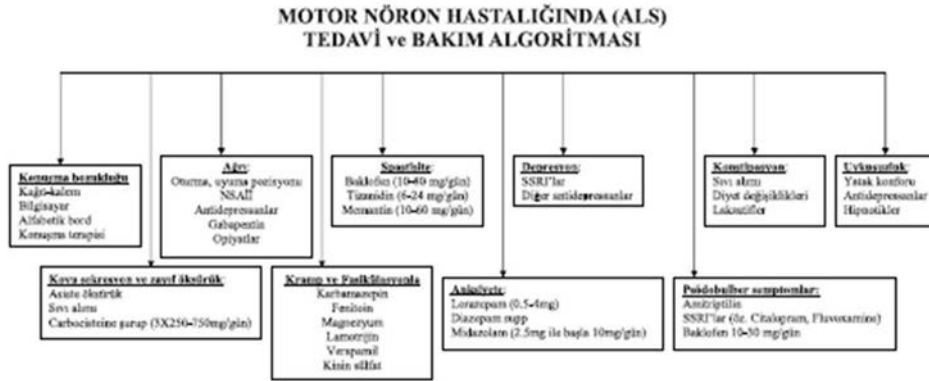 MOTOR NÖRON HASTALIĞINDA (ALS)
TEDAVİ ve BAKIM ALGORİTMASI
Konuşma bozukluğu
Kağıt-kalem
Bilgisayar
Alfabetik bord
Konuşma terapisi
Ağrı:
Oturma, uyuma pozisyonu
NSAİİ
Antidepresanlar
Gabapentin
Opiyatlar
Spastisite:
Baklofen (10-80 mg/gün)
Tizanidin (6-24 mg/gün)
Memantin (10-60 mg/gün)
Depresyon:
SSRI'lar
Diğer antidepresanlar
Konstipasyon:
Sıvı alımı
Diyet değişiklikleri
Laksatifler
Uykusuzluk:
Yatak konforu
Antidepresanlar
Hipnotikler
Koyu sekresyon ve zayıf öksürük:
Asiste öksürük
Sıvı alımı
Carbocisteine şurup (3X250-750mg/gün)
Kramp ve Fasikülasyonla
Karbamazepin
Fenitoin
Magnezyum
Lamotrijin
Verapamil
Kinin sülfat
Anksiyete:
Lorazepam (0.5-4mg)
Diazepam supp
Midazolam (2.5mg ile başla 10mg/gün)
semptomlar:
Amitriptilin
SSRI'lar (öz. Citalopram, Fluvoxamine)
Baklofen 10-30 mg/gün